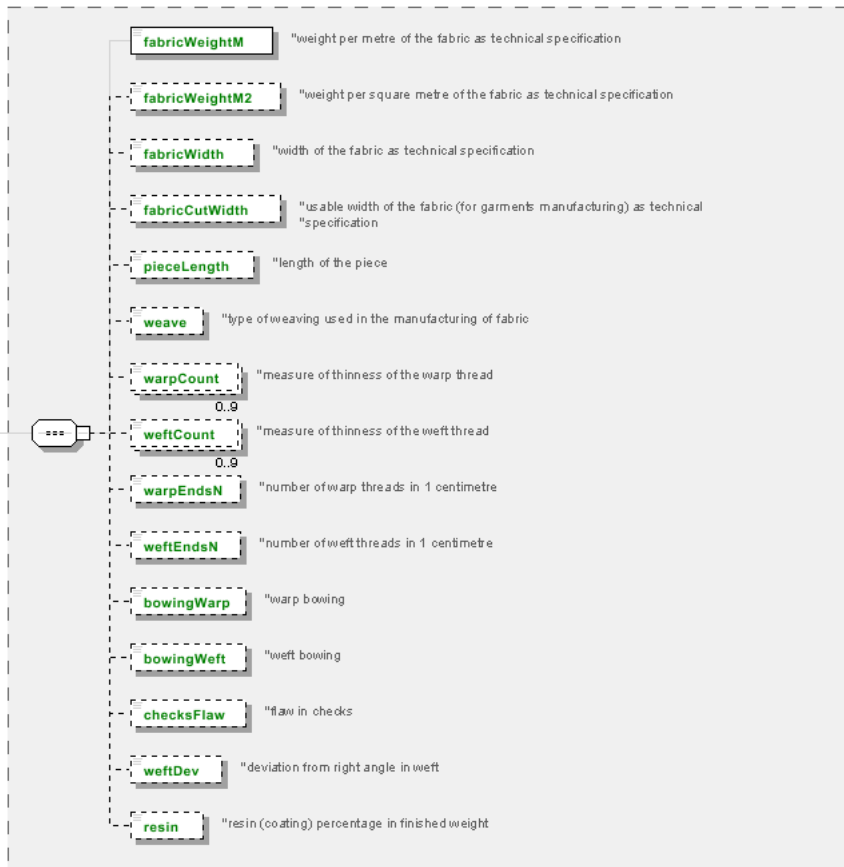 fabricWeightM "weight per metre of the fabric as technical specification
fabricWeightM2 "weight per square metre of the fabric as technical specification
fabricWidth "width of the fabric as technical specification
fabricCutWidth "usable width of the fabric (for garments manufacturing) as technical
"specification
pieceLength "length of the piece
weave "type of weaving used in the manufacturing of fabric
warpCount "measure of thinness of the warp thread
0..9
weftCount "measure of thinness of the weft thread
0..9
warpEndsN "number of warp threads in 1 centimetre
weftEndsN "number of weft threads in 1 centimetre
bowingWarp "warp bowing
bowingWeft "weft bowing
checksFlaw "flaw in checks
weftDev "deviation from right angle in weft
resin "resin (coating) percentage in finished weight